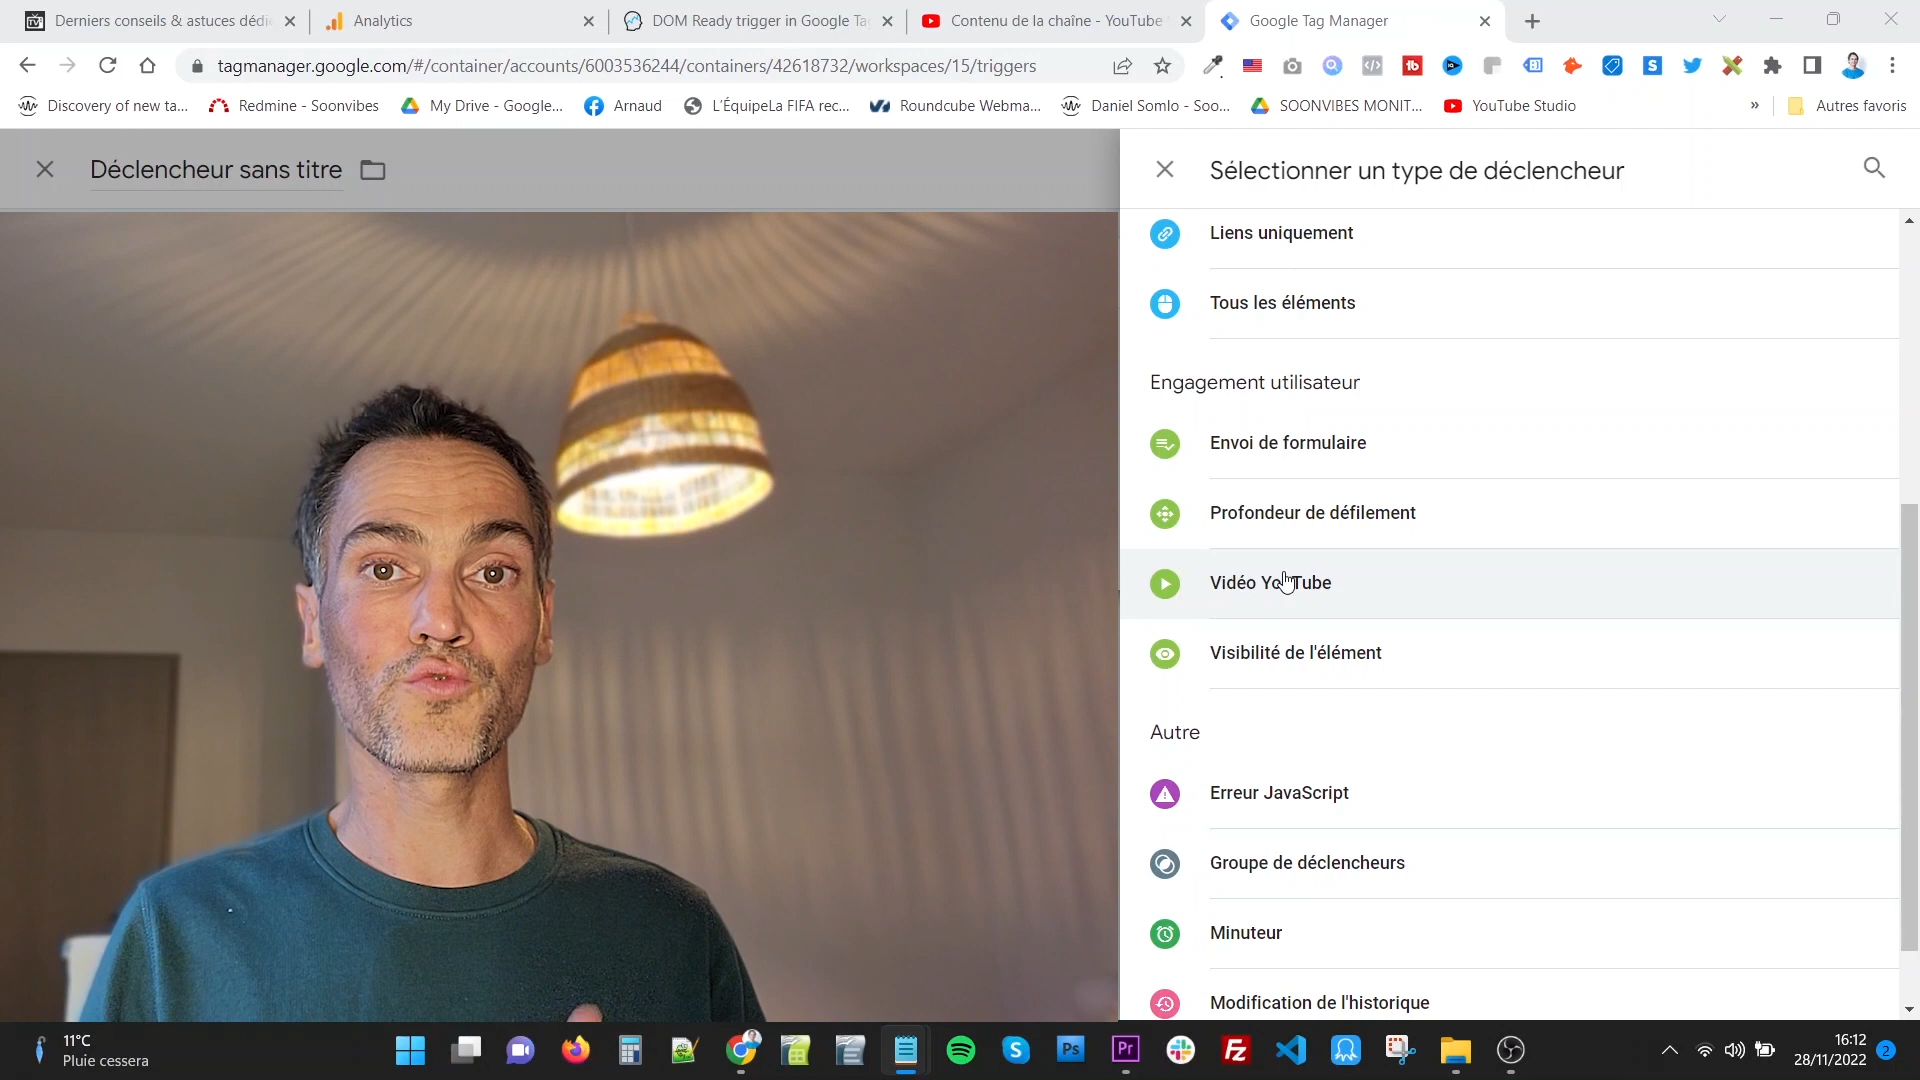 Derniers conseils & astuces dédi
Analytics
DOM Ready trigger in Google Ta
Contenu de la chaîne - YouTube
Google Tag Manager
tagmanager.google.com/#/container/accounts/6003536244/containers/42618732/workspaces/15/triggers
Discovery of new ta...
Redmine - Soonvibes
My Drive - Google...
Arnaud
L'ÉquipeLa FIFA rec...
Roundcube Webma...
Daniel Somlo - Soo...
SOONVIBES MONIT...
YouTube Studio
»
Autres favoris
Déclencheur sans titre
Sélectionner un type de déclencheur
Liens uniquement
Tous les éléments
Engagement utilisateur
Envoi de formulaire
Profondeur de défilement
Vidéo YouTube
Visibilité de l'élément
Autre
Erreur JavaScript
Groupe de déclencheurs
Minuteur
Modification de l'historique
11°C
Pluie cessera
Ps
Pr
Fz
16:12
28/11/2022
2